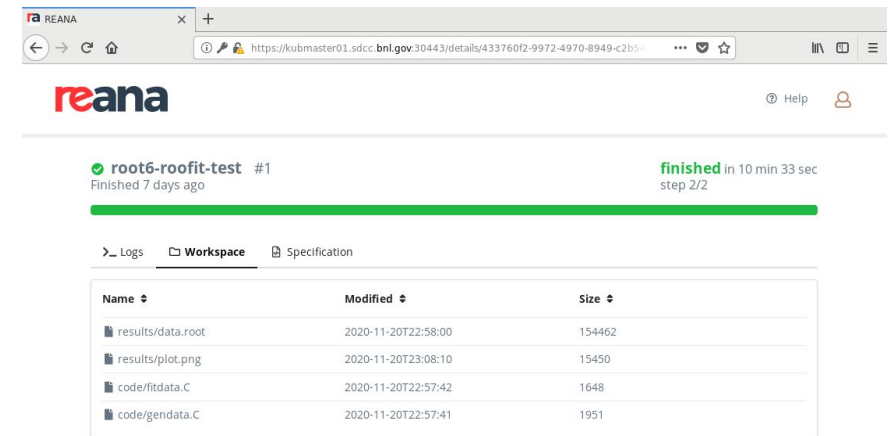 REANA
https://kubmaster01.sdcc.bnl.gov:30443/details/433760f2-9972-4970-8949-c2b54
reana
Help
root6-roofit-test #1
finished in 10 min 33 sec
Finished 7 days ago
step 2/2
Logs Workspace Specification
Name Modified Size
results/data.root 2020-11-20T22:58:00 154462
results/plot.png 2020-11-20T23:08:10 15450
code/fitdata.C 2020-11-20T22:57:42 1648
code/gendata.C 2020-11-20T22:57:41 1951